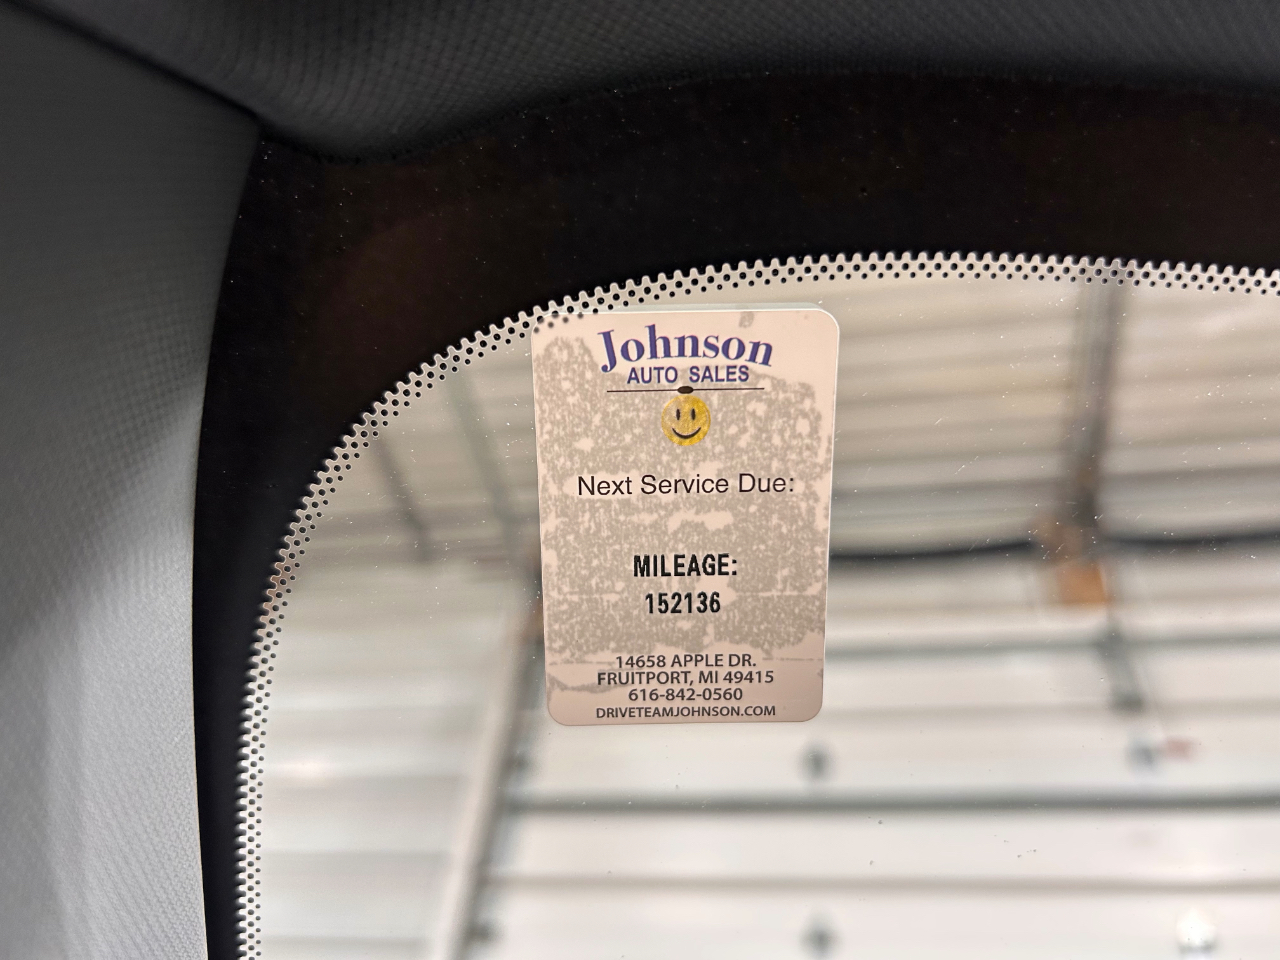 Johnson
AUTO SALES
Next Service Due:
MILEAGE:
152136
14658 APPLE DR.
FRUITPORT, MI 49415
616-842-0560
DRIVETEAMJOHNSON.COM